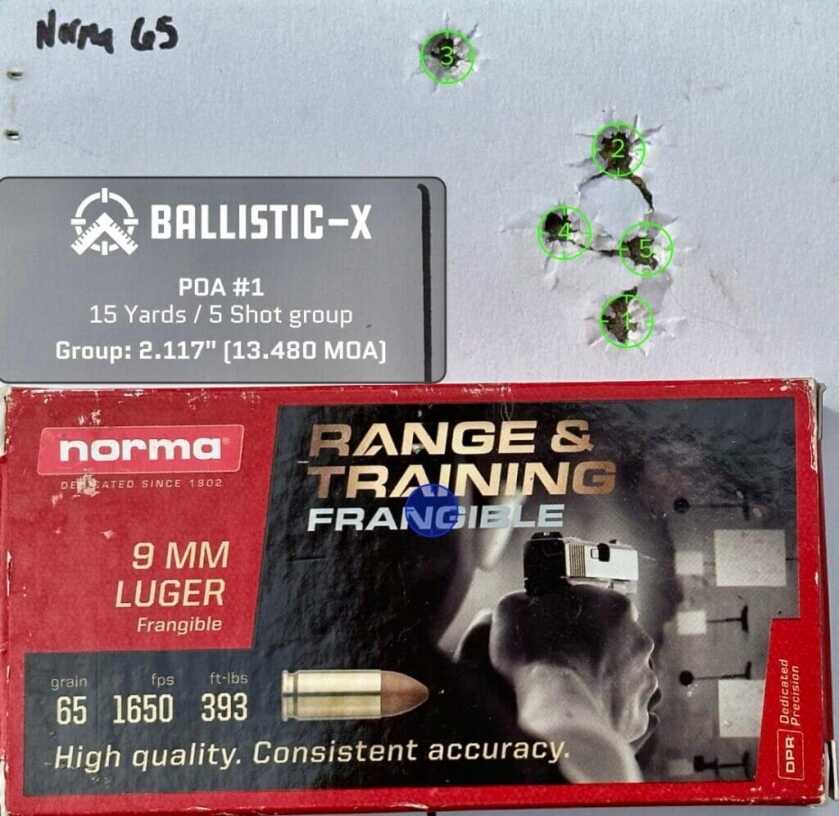 Norma 65
3
2
4
5
1
BALLISTIC-X
POA #1
15 Yards / 5 Shot group
Group: 2.117" (13.480 MOA)
norma
DEDICATED SINCE 1902
RANGE &
TRAINING
FRANGIBLE
9 MM
LUGER
Frangible
grain fps ft-lbs
65 1650 393
High quality. Consistent accuracy.
DPR Dedicated
Precision